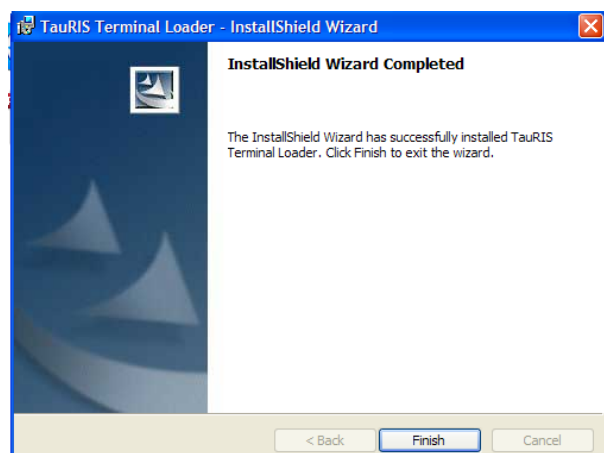 TauRIS Terminal Loader - InstallShield Wizard
InstallShield Wizard Completed
The InstallShield Wizard has successfully installed TauRIS
Terminal Loader. Click Finish to exit the wizard.
< Back Finish Cancel